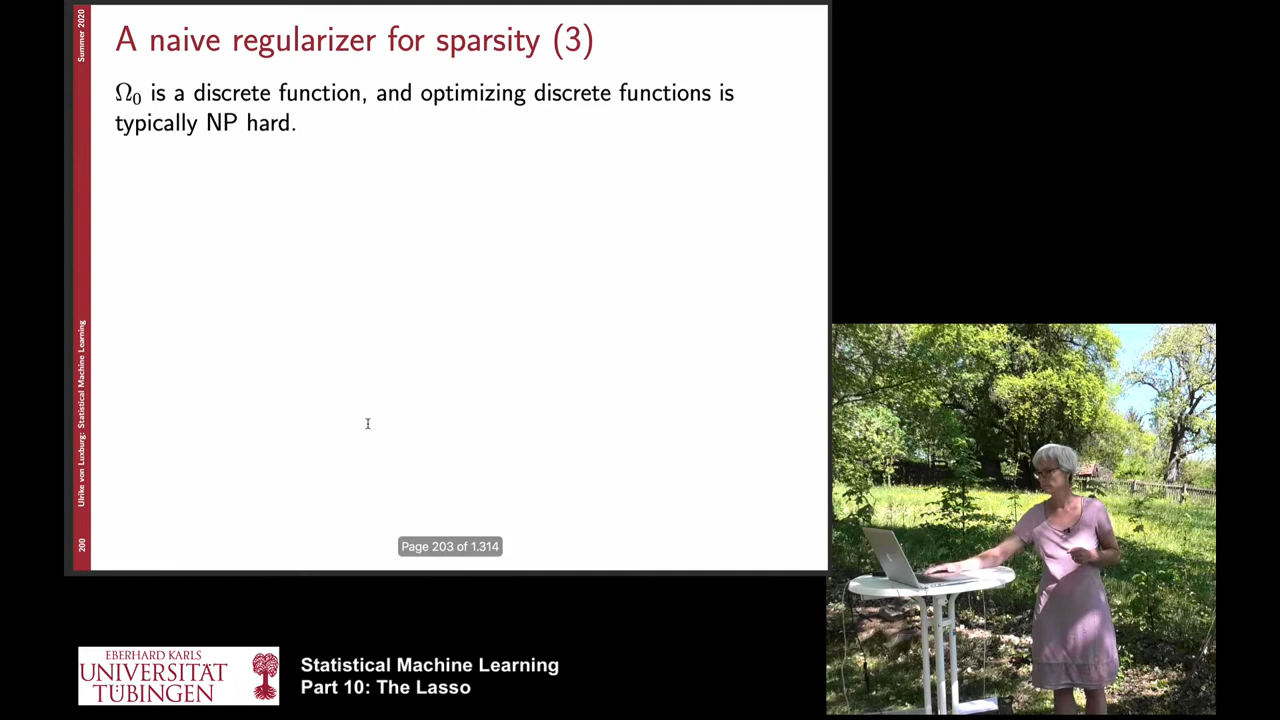 Summer 2020
A naive regularizer for sparsity (3)
Ω₀ is a discrete function, and optimizing discrete functions is
typically NP hard.
Ulrike von Luxburg: Statistical Machine Learning
200
Page 203 of 1.314
EBERHARD KARLS
UNIVERSITÄT
TÜBINGEN
Statistical Machine Learning
Part 10: The Lasso